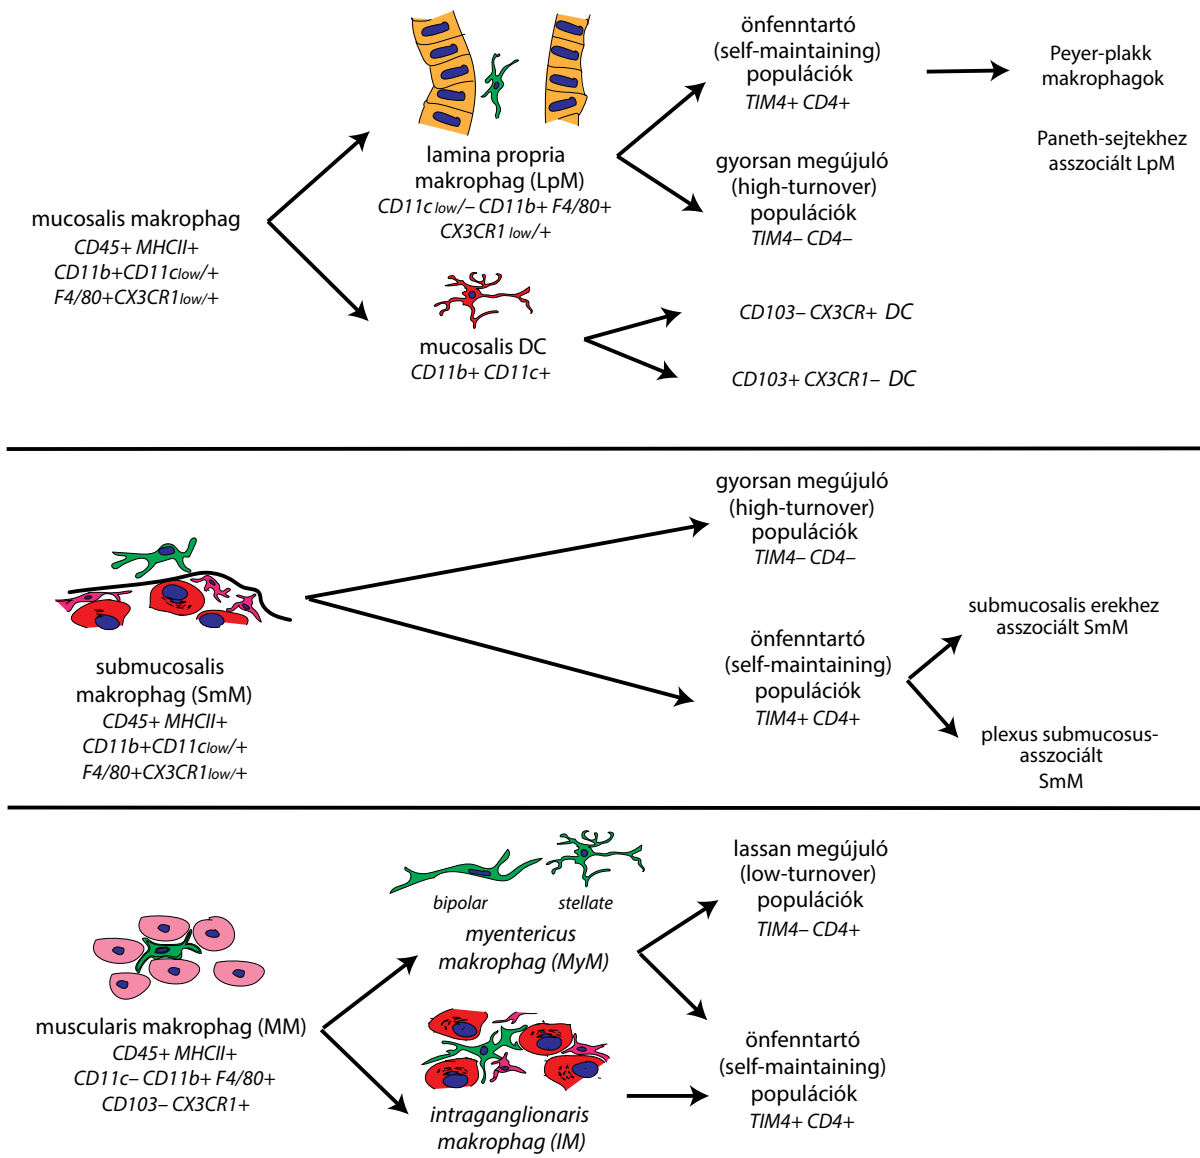 önfenntartó
(self-maintaining)
populációk
TIM4+ CD4+
Peyer-plakk
makrophagok
Paneth-sejtekhez
asszociált LpM
lamina propria
makrophag (LpM)
CD11c low/– CD11b+ F4/80+
CX3CR1 low/+
gyorsan megújuló
(high-turnover)
populációk
TIM4– CD4–
mucosalis makrophag
CD45+ MHCII+
CD11b+CD11clow/+
F4/80+CX3CR1low/+
mucosalis DC
CD11b+ CD11c+
CD103– CX3CR+ DC
CD103+ CX3CR1– DC
gyorsan megújuló
(high-turnover)
populációk
TIM4– CD4–
submucosalis
makrophag (SmM)
CD45+ MHCII+
CD11b+CD11clow/+
F4/80+CX3CR1low/+
önfenntartó
(self-maintaining)
populációk
TIM4+ CD4+
submucosalis erekhez
asszociált SmM
plexus submucosus-
asszociált
SmM
bipolar
stellate
myentericus
makrophag (MyM)
lassan megújuló
(low-turnover)
populációk
TIM4– CD4+
muscularis makrophag (MM)
CD45+ MHCII+
CD11c– CD11b+ F4/80+
CD103– CX3CR1+
intraganglionaris
makrophag (IM)
önfenntartó
(self-maintaining)
populációk
TIM4+ CD4+